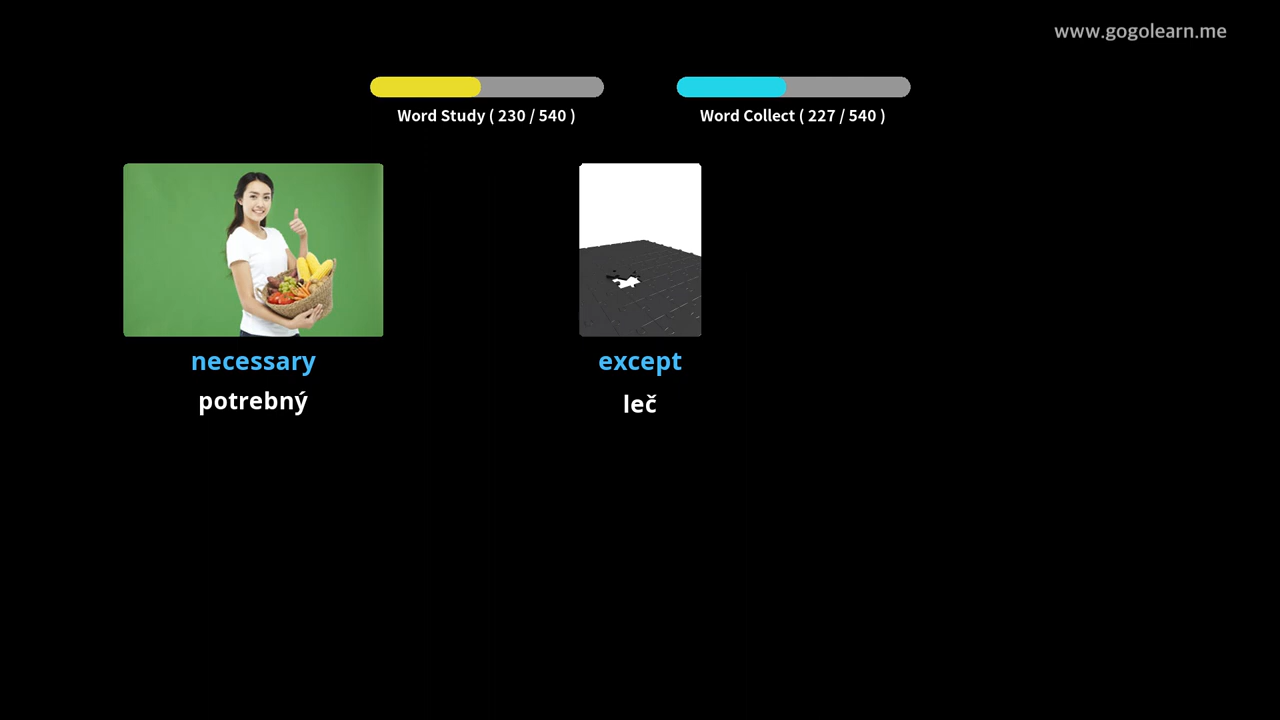 www.gogolearn.me
Word Study ( 230 / 540 )
Word Collect ( 227 / 540 )
necessary
potrebný
except
leč